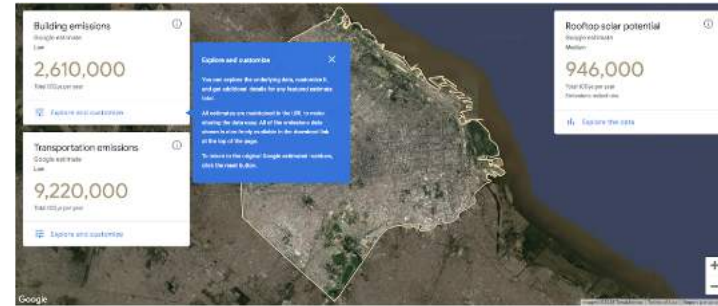 Building emissions
Google estimate
Low
2,610,000
Total tCO₂e per year
Explore and customize
Transportation emissions
Google estimate
Low
9,220,000
Total tCO₂e per year
Explore and customize
Explore and customize
You can explore the underlying data, customize it,
and get additional details for any featured estimate
later.
All estimates are maintained in the URL to make
sharing the data easy. All of the emissions data
shown is also freely available in the download link
at the top of the page.
To return to the original Google estimated numbers,
click the reset button.
Rooftop solar potential
Google estimate
Medium
946,000
Total tCO₂e per year
Explore the data
Google